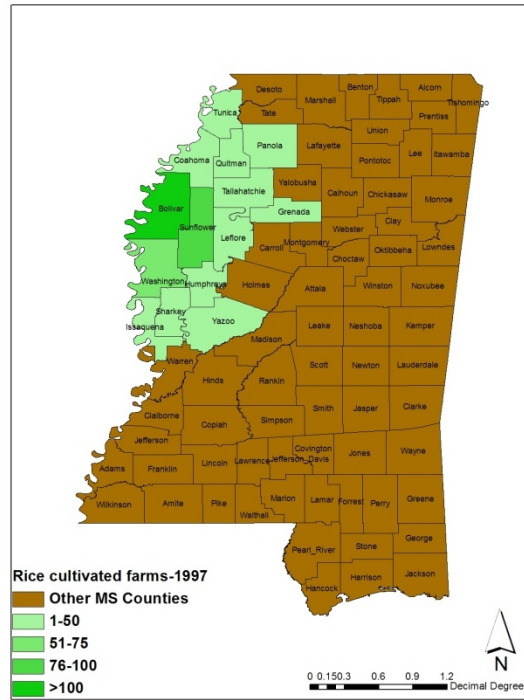 Desoto
Benton
Alcorn
Marshall
Tippah
Tishomingo
Tunica
Tate
Prentiss
Union
Panola
Lafayette
Lee
Itawamba
Coahoma
Quitman
Pontotoc
Yalobusha
Tallahatchie
Calhoun
Chickasaw
Monroe
Bolivar
Grenada
Sunflower
Leflore
Webster
Clay
Carroll
Montgomery
Oktibbeha
Lowndes
Choctaw
Washington
Humphreys
Holmes
Attala
Winston
Noxubee
Sharkey
Issaquena
Yazoo
Madison
Leake
Neshoba
Kemper
Warren
Scott
Newton
Lauderdale
Hinds
Rankin
Claiborne
Simpson
Smith
Jasper
Clarke
Copiah
Jefferson
Covington
Jones
Wayne
Adams
Franklin
Lincoln
Lawrence
Jefferson_Davis
Wilkinson
Amite
Pike
Marion
Lamar
Forrest
Perry
Greene
Walthall
George
Pearl_River
Stone
Hancock
Harrison
Jackson
Rice cultivated farms-1997
Other MS Counties
1-50
51-75
76-100
>100
N
0 0.150.3 0.6 0.9 1.2
Decimal Degree